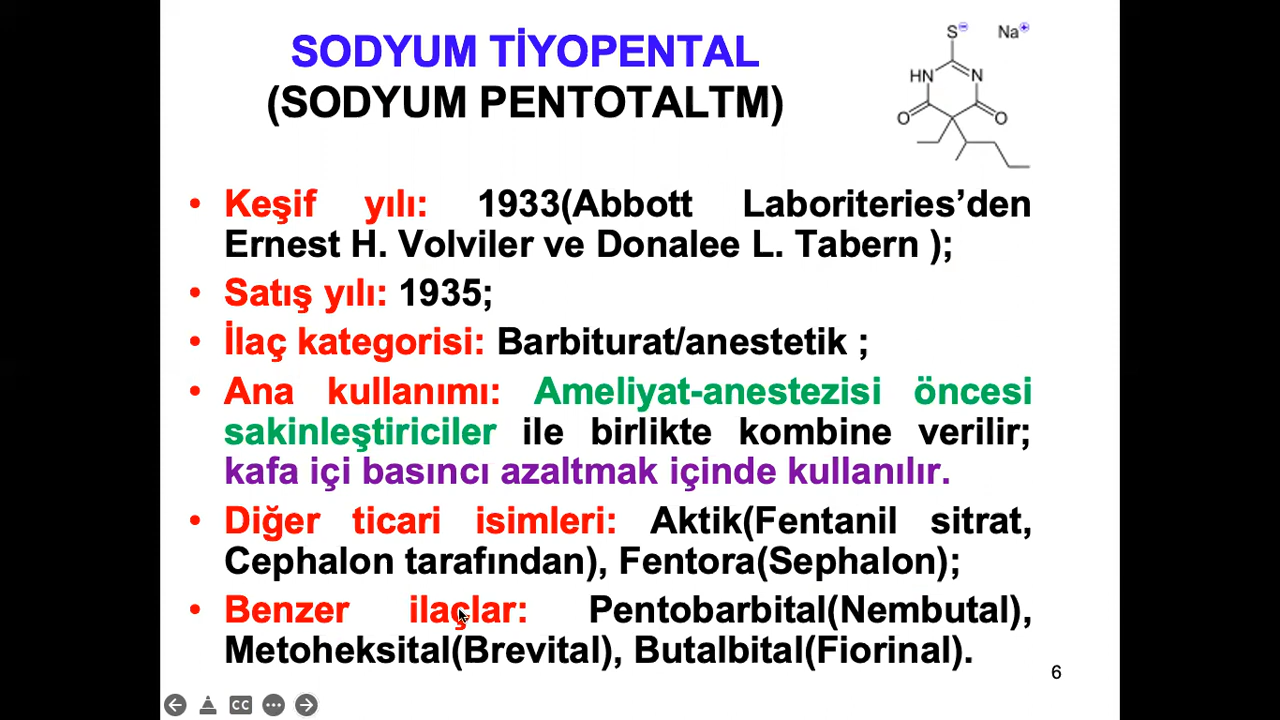 SODYUM TİYOPENTAL
(SODYUM PENTOTALTM)
S⊖ Na⊕
HN N
O O
• Keşif yılı: 1933(Abbott Laboriteries’den
Ernest H. Volviler ve Donalee L. Tabern );
• Satış yılı: 1935;
• İlaç kategorisi: Barbiturat/anestetik ;
• Ana kullanımı: Ameliyat-anestezisi öncesi
sakinleştiriciler ile birlikte kombine verilir;
kafa içi basıncı azaltmak içinde kullanılır.
• Diğer ticari isimleri: Aktik(Fentanil sitrat,
Cephalon tarafından), Fentora(Sephalon);
• Benzer ilaçlar: Pentobarbital(Nembutal),
Metoheksital(Brevital), Butalbital(Fiorinal).
6
CC